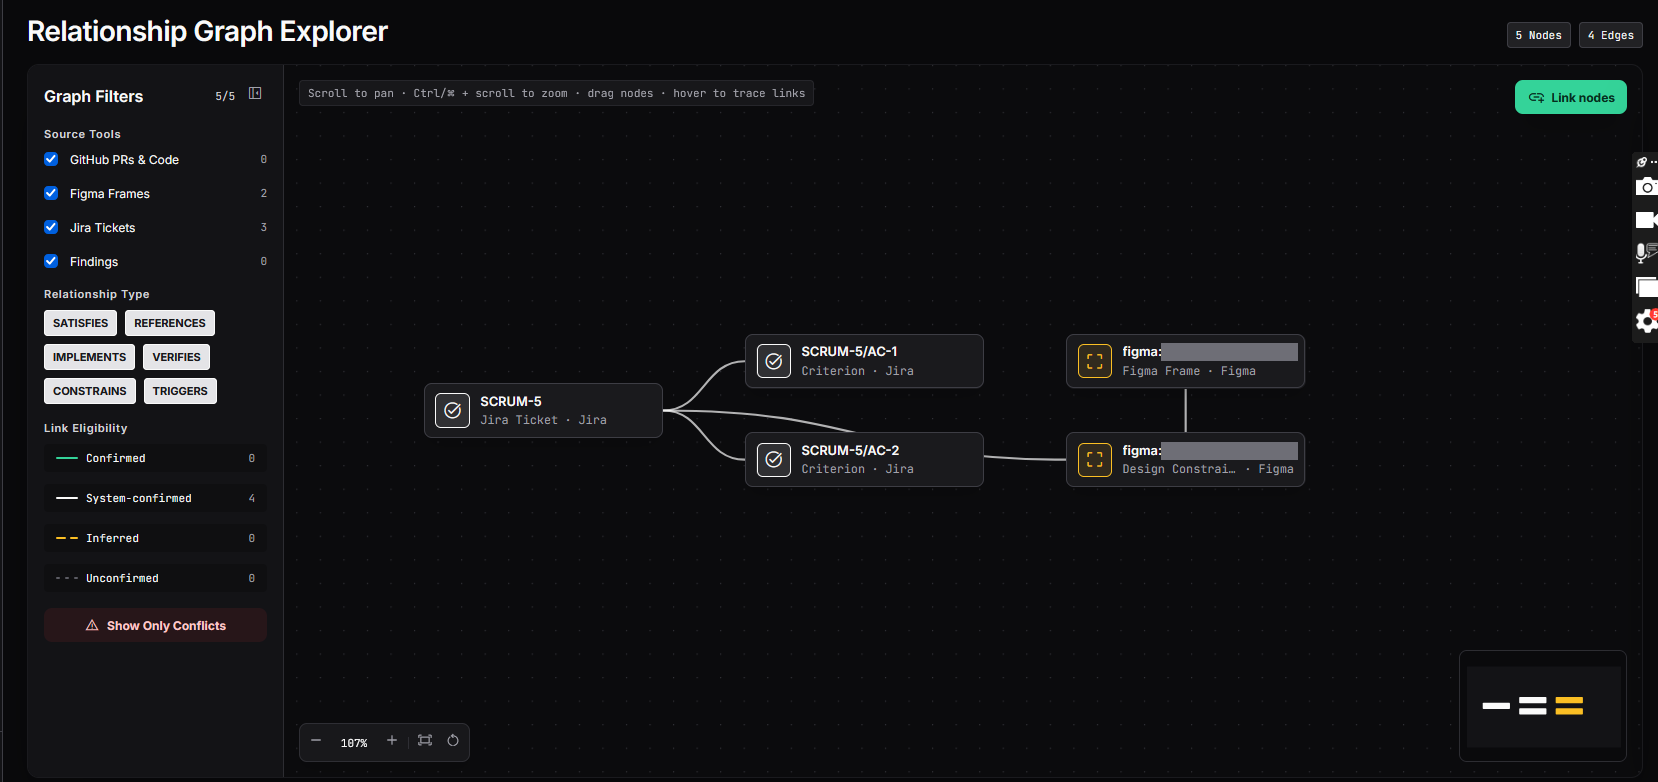 Relationship Graph Explorer
5 Nodes
4 Edges
Graph Filters
5/5
Source Tools
GitHub PRs & Code 0
Figma Frames 2
Jira Tickets 3
Findings 0
Relationship Type
SATISFIES REFERENCES
IMPLEMENTS VERIFIES
CONSTRAINS TRIGGERS
Link Eligibility
Confirmed 0
System-confirmed 4
Inferred 0
Unconfirmed 0
Show Only Conflicts
Scroll to pan · Ctrl/⌘ + scroll to zoom · drag nodes · hover to trace links
Link nodes
SCRUM-5
Jira Ticket · Jira
SCRUM-5/AC-1
Criterion · Jira
SCRUM-5/AC-2
Criterion · Jira
figma:
Figma Frame · Figma
figma:
Design Constrai… · Figma
107%
5